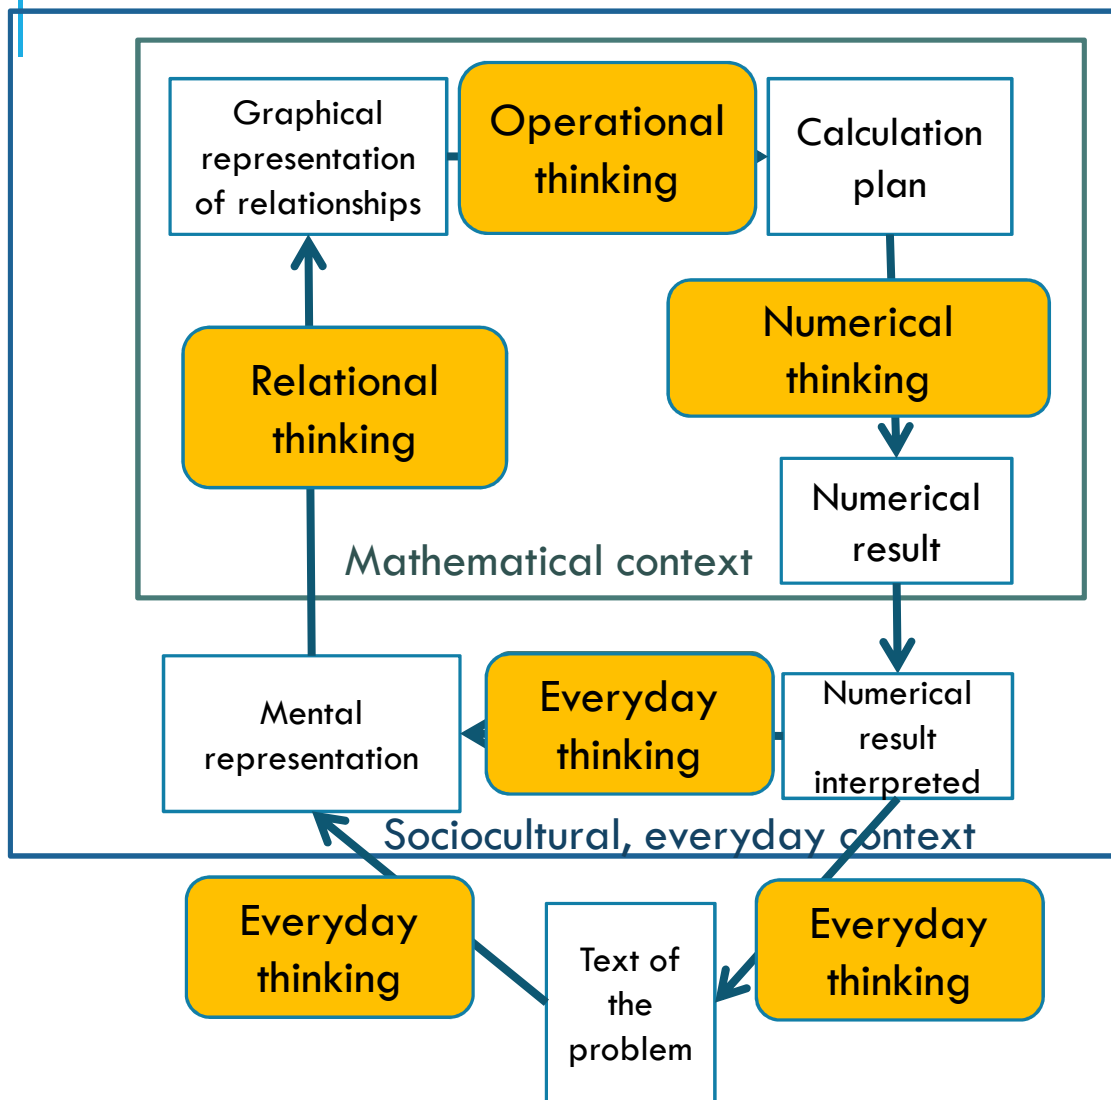 Graphical
representation
of relationships
Operational
thinking
Calculation
plan
Relational
thinking
Numerical
thinking
Numerical
result
Mathematical context
Mental
representation
Everyday
thinking
Numerical
result
interpreted
Sociocultural, everyday context
Everyday
thinking
Text of
the
problem
Everyday
thinking